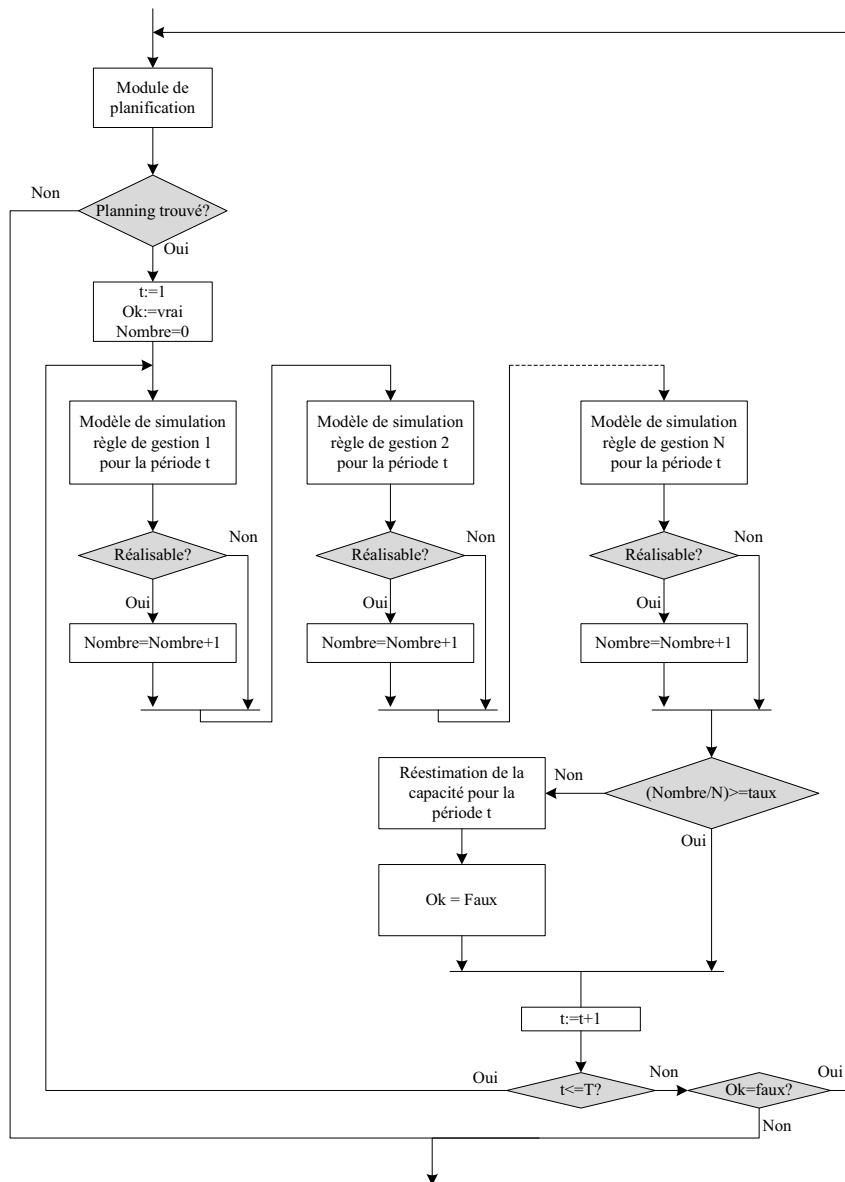 Module de
planification
Non
Planning trouvé?
Oui
t:=1
Ok:=vrai
Nombre=0
Modèle de simulation
règle de gestion 1
pour la période t
Modèle de simulation
règle de gestion 2
pour la période t
Modèle de simulation
règle de gestion N
pour la période t
Non
Non
Non
Réalisable?
Réalisable?
Réalisable?
Oui
Oui
Oui
Nombre=Nombre+1
Nombre=Nombre+1
Nombre=Nombre+1
Réestimation de la
capacité pour la
période t
Non
(Nombre/N)>=taux
Oui
Ok = Faux
t:=t+1
Oui
t<=T?
Non
Ok=faux?
Oui
Non